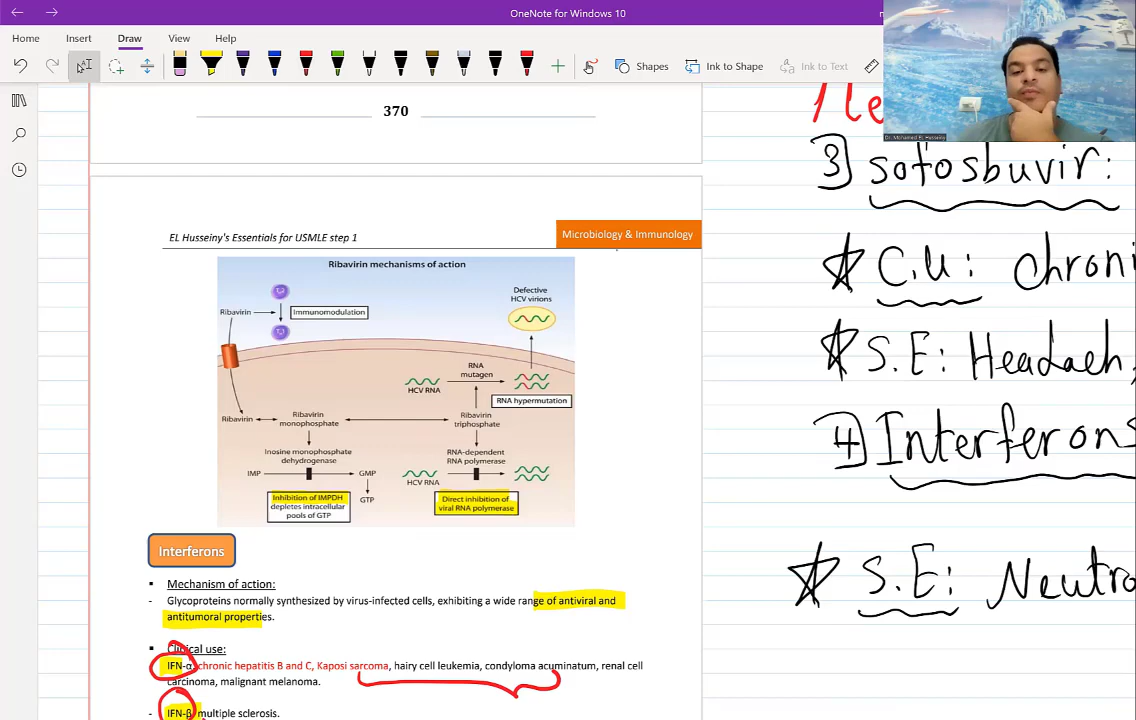 OneNote for Windows 10
Home Insert Draw View Help
Shapes Ink to Shape Ink to Text
Dr. Mohamed EL Husseiny
370
EL Husseiny's Essentials for USMLE step 1
Microbiology & Immunology
Ribavirin mechanisms of action
Defective
HCV virions
Ribavirin
Immunomodulation
RNA
mutagen
HCV RNA
RNA hypermutation
Ribavirin
Ribavirin
monophosphate
Ribavirin
triphosphate
Inosine monophosphate
dehydrogenase
RNA-dependent
RNA polymerase
IMP
GMP
HCV RNA
GTP
Inhibition of IMPDH
depletes intracellular
pools of GTP
Direct inhibition of
viral RNA polymerase
Interferons
▪ Mechanism of action:
- Glycoproteins normally synthesized by virus-infected cells, exhibiting a wide range of antiviral and
antitumoral properties.
▪ Clinical use:
IFN-α: chronic hepatitis B and C, Kaposi sarcoma, hairy cell leukemia, condyloma acuminatum, renal cell
carcinoma, malignant melanoma.
- IFN-β: multiple sclerosis.
3] sofosbuvir:
C.U: chroni
S.E: Headach,
4] Interferons
S.E: Neutro